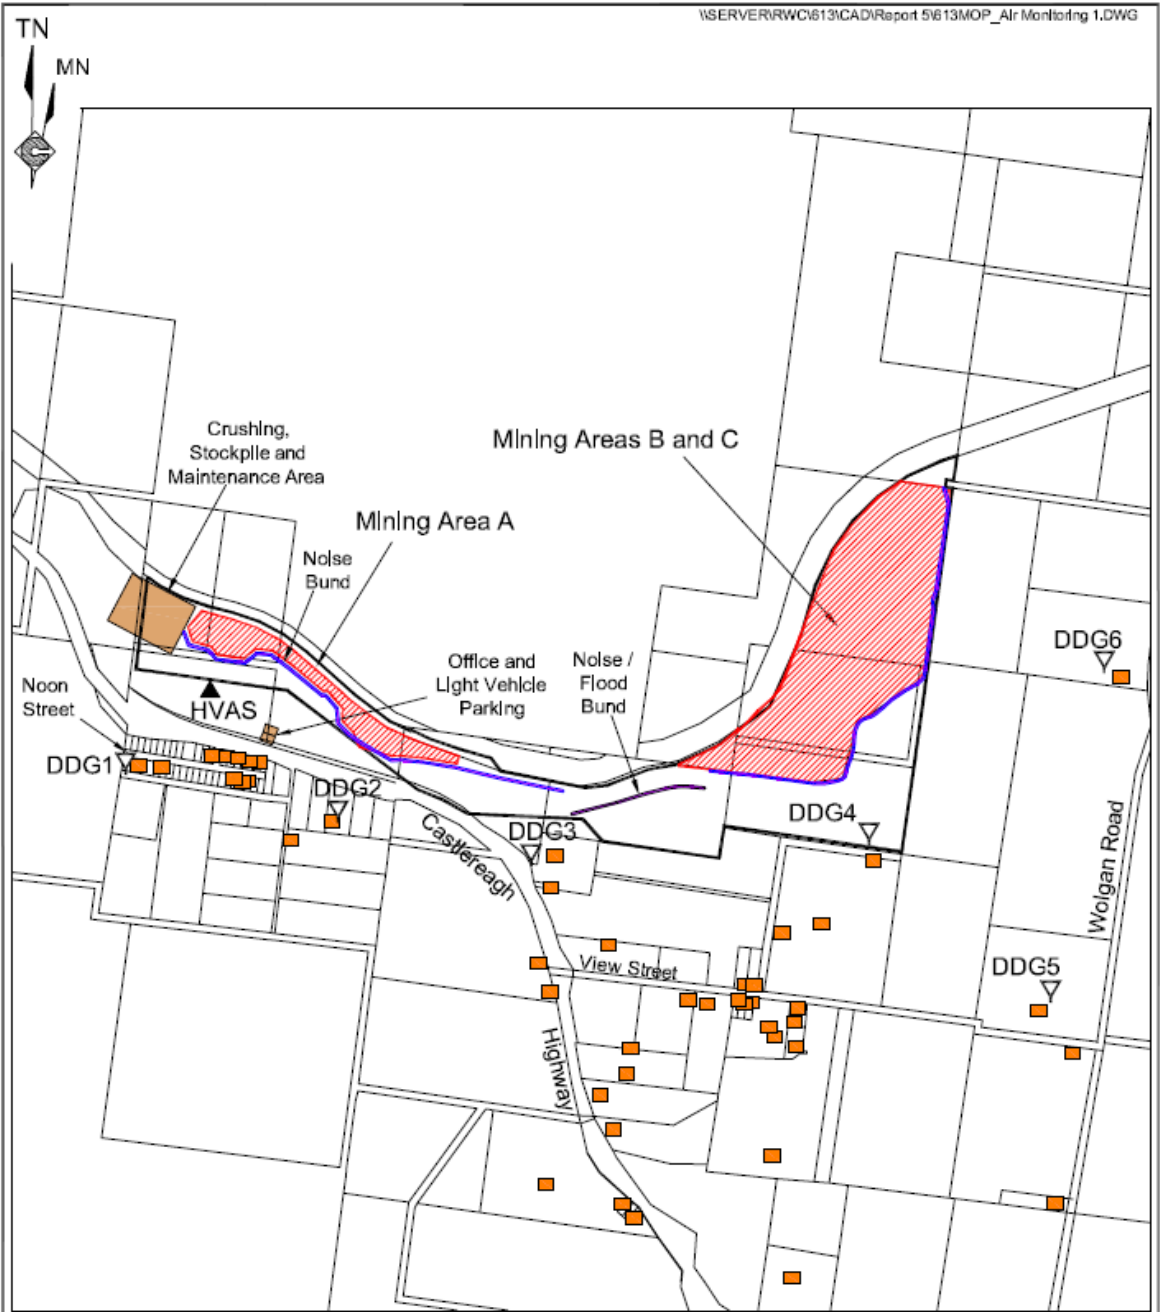 \\SERVER\RWC\613\CAD\Report 5\613MOP_Air Monitoring 1.DWG
TN
MN
Crushing,
Stockpile and
Maintenance Area
Mining Areas B and C
Mining Area A
Noise
Bund
Office and
Light Vehicle
Parking
Noise /
Flood
Bund
DDG6
Noon
Street
HVAS
DDG1
DDG2
DDG3
DDG4
Castlereagh
Wolgan Road
View Street
DDG5
Highway